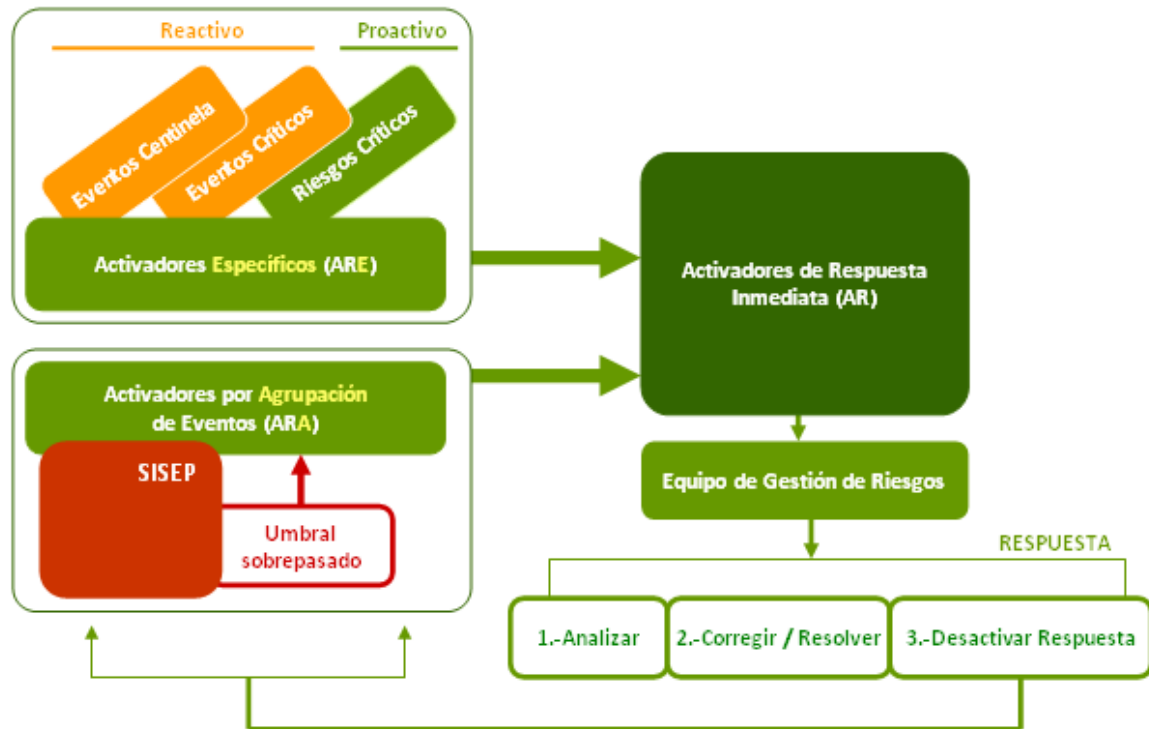 Reactivo
Proactivo
Eventos Centinela
Eventos Críticos
Riesgos Críticos
Activadores Específicos (ARE)
Activadores por Agrupación
de Eventos (ARA)
SISEP
Umbral
sobrepasado
Activadores de Respuesta
Inmediata (AR)
Equipo de Gestión de Riesgos
RESPUESTA
1.-Analizar
2.-Corregir / Resolver
3.-Desactivar Respuesta